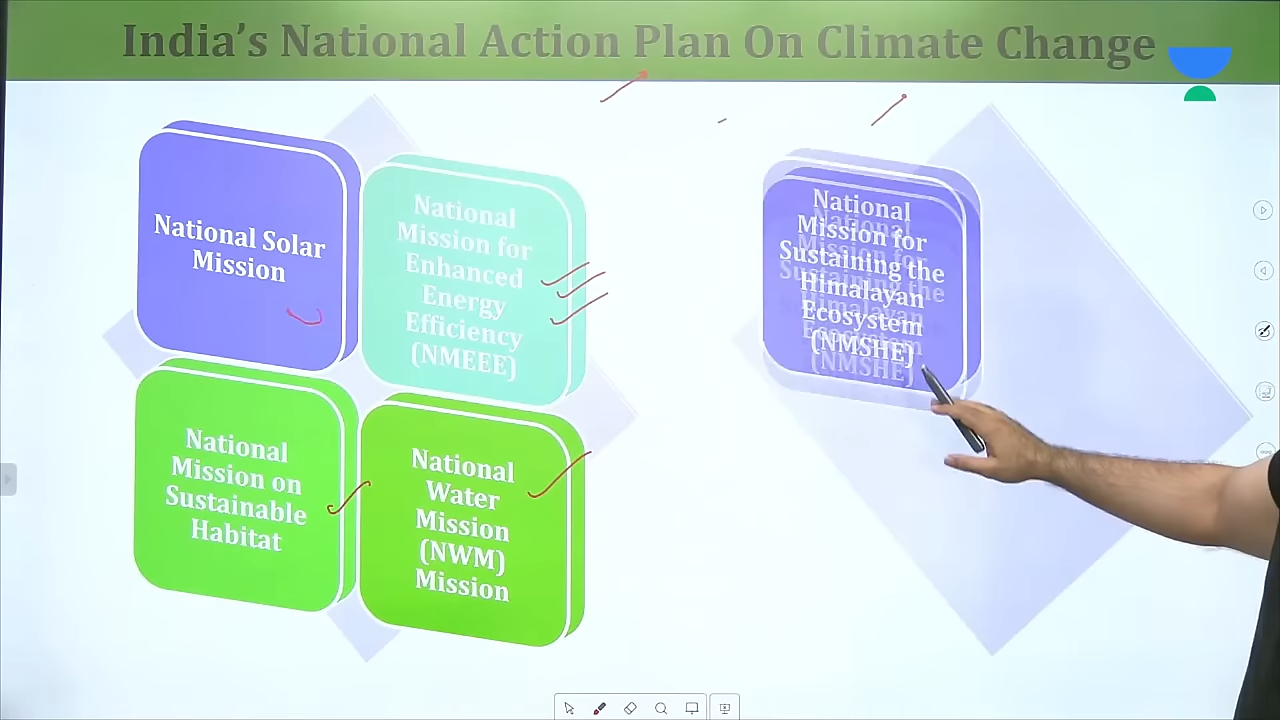 India's National Action Plan On Climate Change
National Solar
Mission
National
Mission for
Enhanced
Energy
Efficiency
(NMEEE)
National
Mission on
Sustainable
Habitat
National
Water
Mission
(NWM)
Mission
National
Mission for
Sustaining the
Himalayan
Ecosystem
(NMSHE)